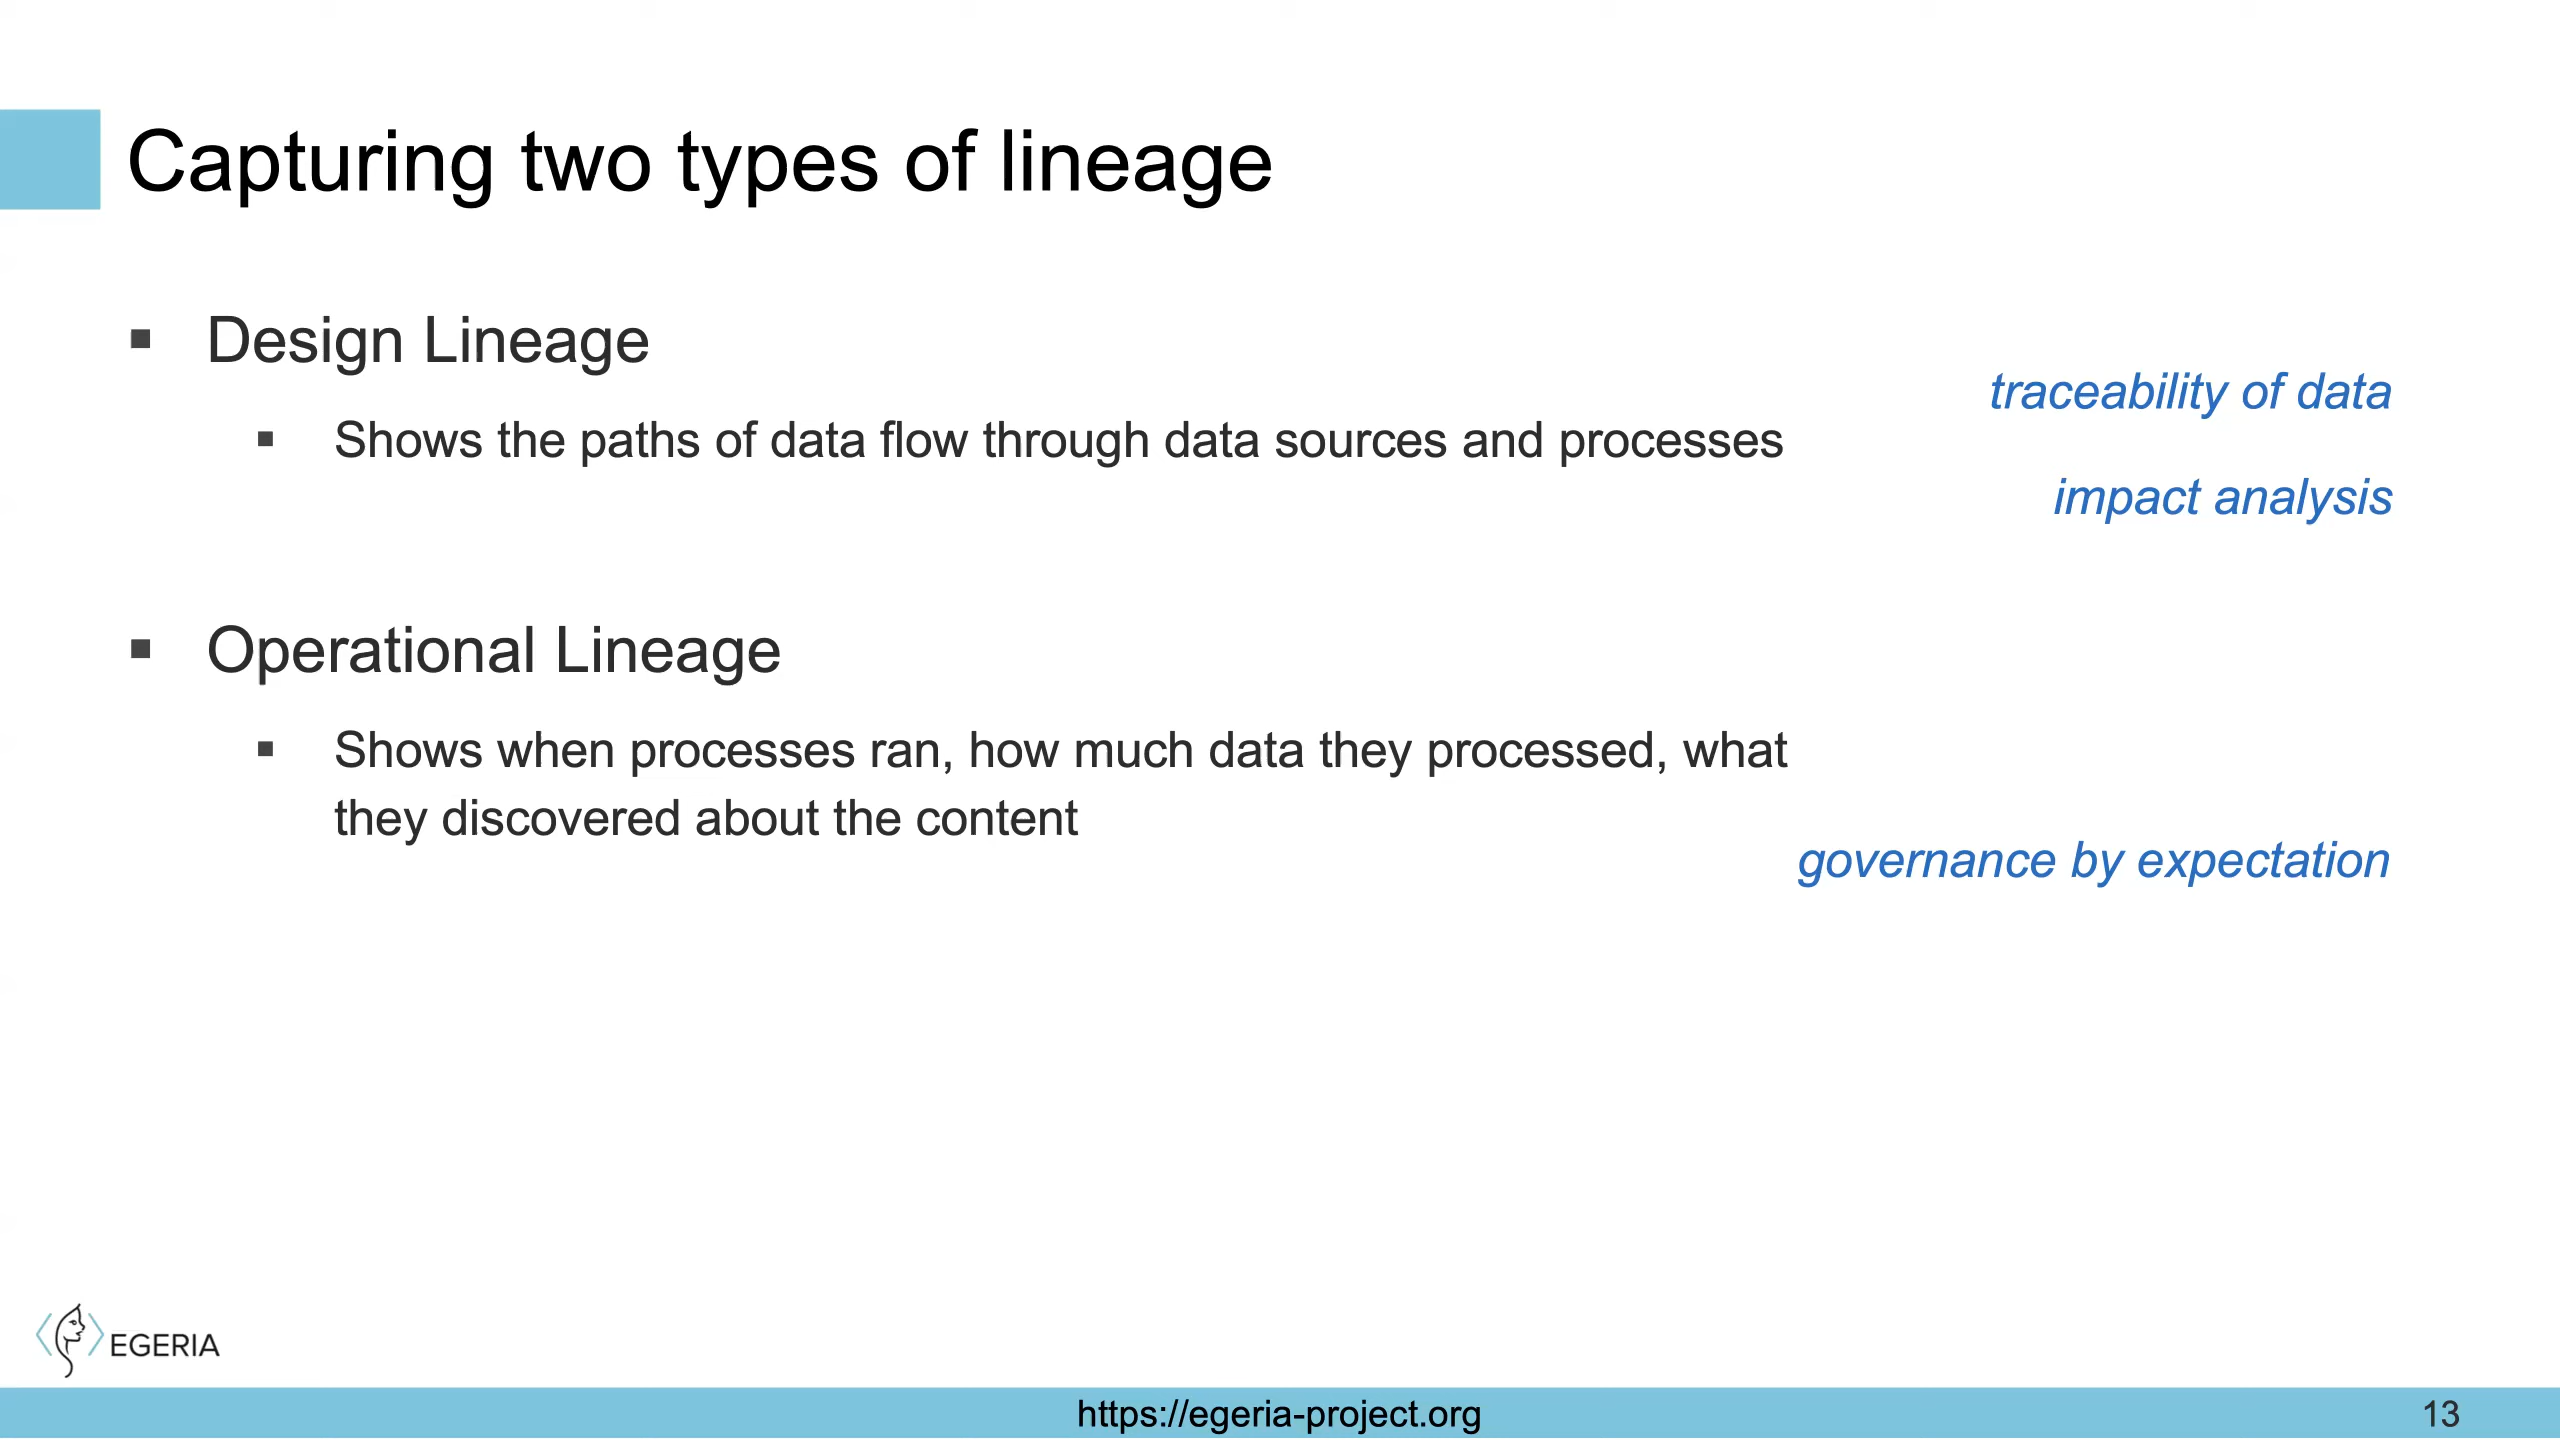 Capturing two types of lineage
▪ Design Lineage
traceability of data
▪ Shows the paths of data flow through data sources and processes
impact analysis
▪ Operational Lineage
▪ Shows when processes ran, how much data they processed, what
they discovered about the content
governance by expectation
EGERIA
https://egeria-project.org
13